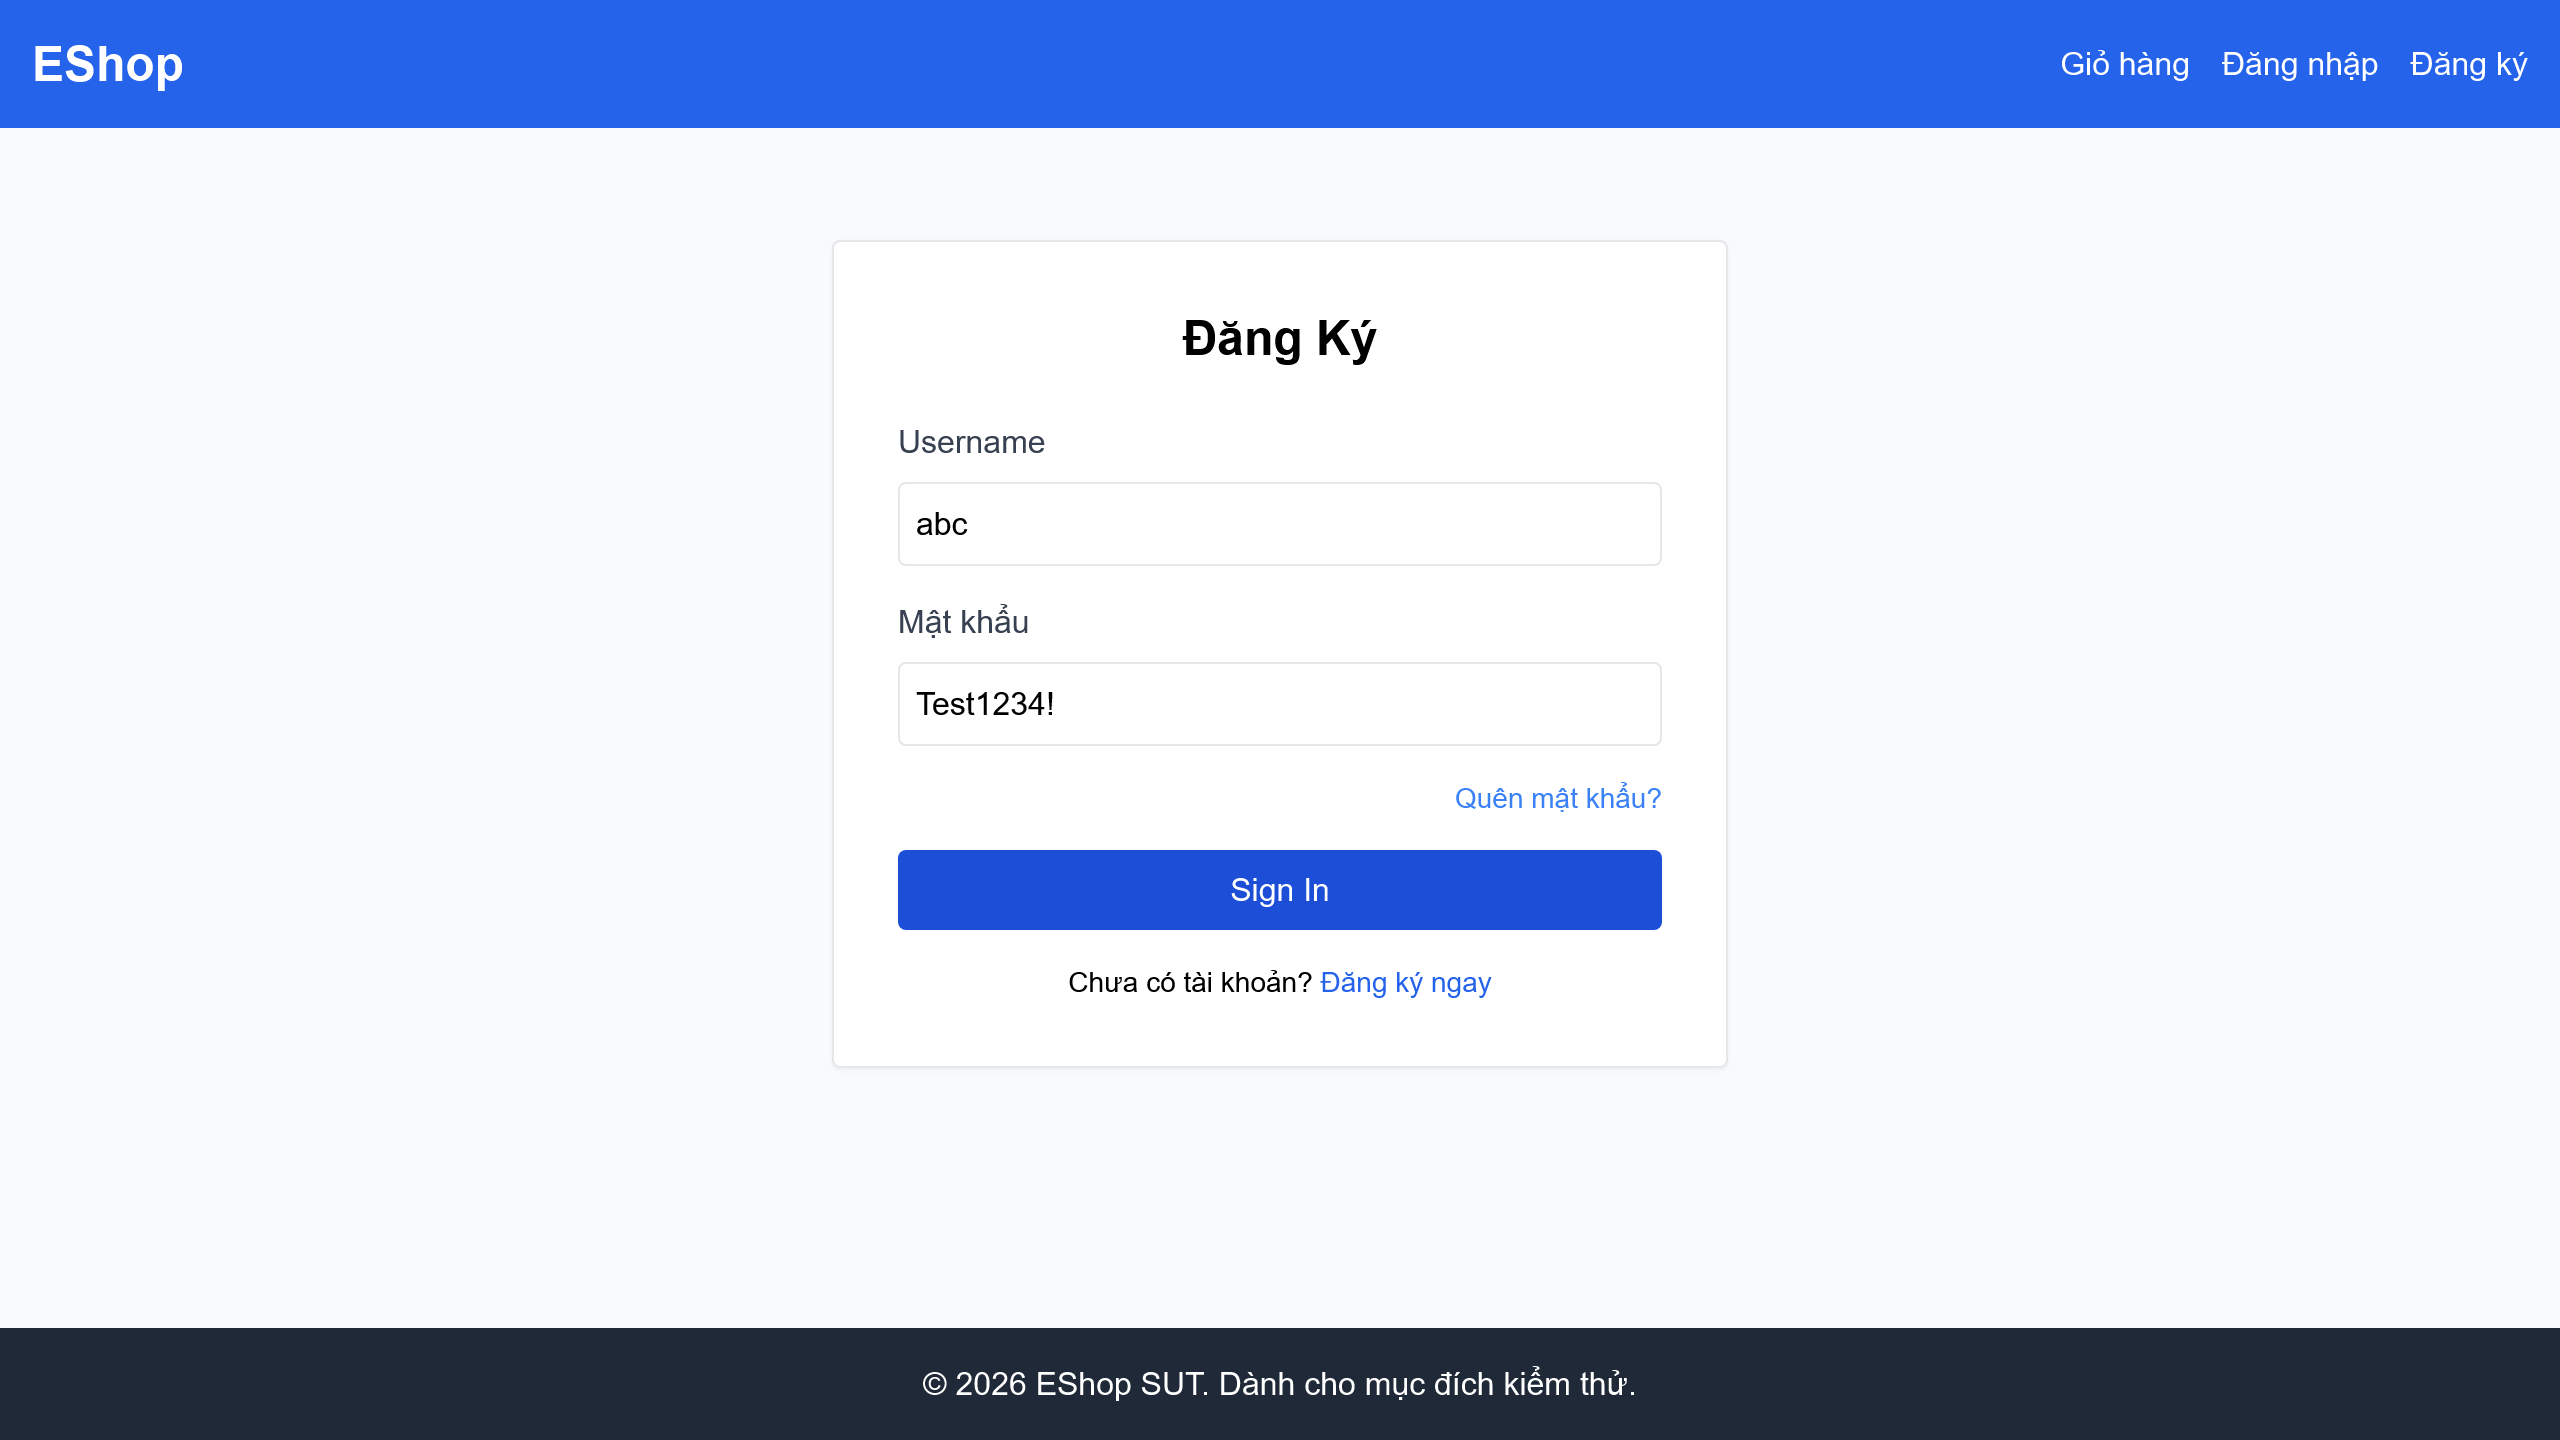 EShop
Giỏ hàng Đăng nhập Đăng ký
Đăng Ký
Username
abc
Mật khẩu
Test1234!
Quên mật khẩu?
Sign In
Chưa có tài khoản? Đăng ký ngay
© 2026 EShop SUT. Dành cho mục đích kiểm thử.